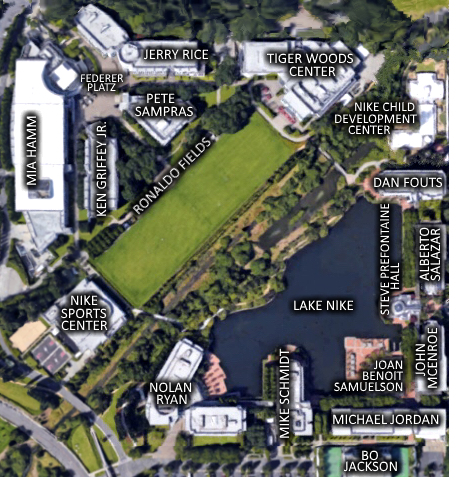 JERRY RICE
TIGER WOODS
CENTER
FEDERER
PLATZ
PETE
SAMPRAS
NIKE CHILD
DEVELOPMENT
CENTER
MIA HAMM
KEN GRIFFEY JR.
RONALDO FIELDS
DAN FOUTS
STEVE PREFONTAINE
HALL
ALBERTO
SALAZAR
NIKE
SPORTS
CENTER
LAKE NIKE
JOHN
MCENROE
JOAN
BENOIT
SAMUELSON
NOLAN
RYAN
MIKE SCHMIDT
MICHAEL JORDAN
BO
JACKSON